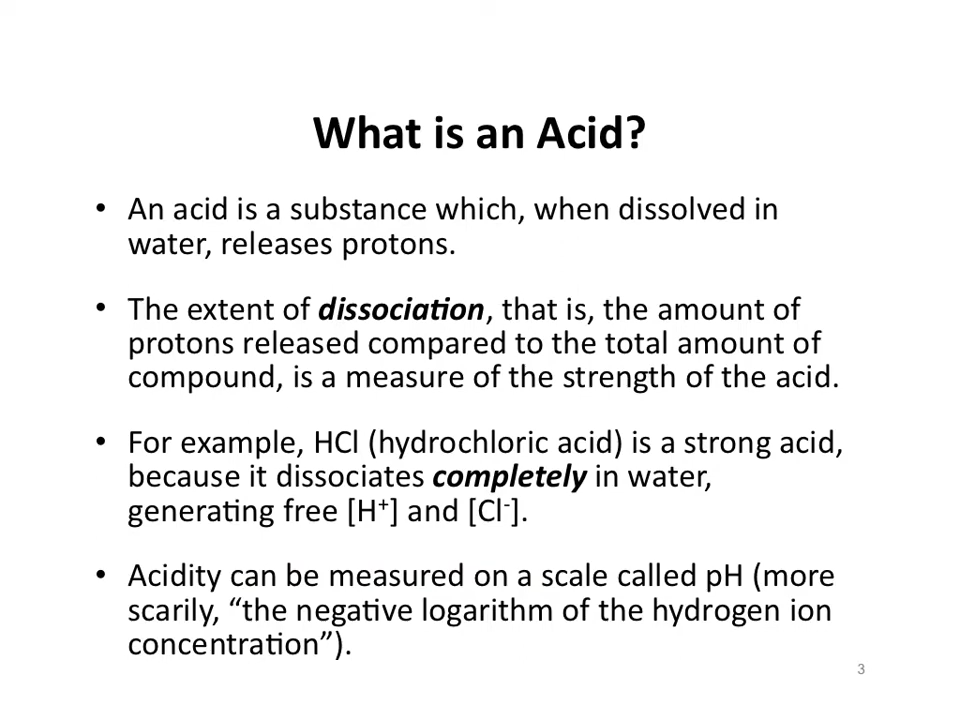 What is an Acid?
• An acid is a substance which, when dissolved in
water, releases protons.
• The extent of dissociation, that is, the amount of
protons released compared to the total amount of
compound, is a measure of the strength of the acid.
• For example, HCl (hydrochloric acid) is a strong acid,
because it dissociates completely in water,
generating free [H⁺] and [Cl⁻].
• Acidity can be measured on a scale called pH (more
scarily, “the negative logarithm of the hydrogen ion
concentration”).
3